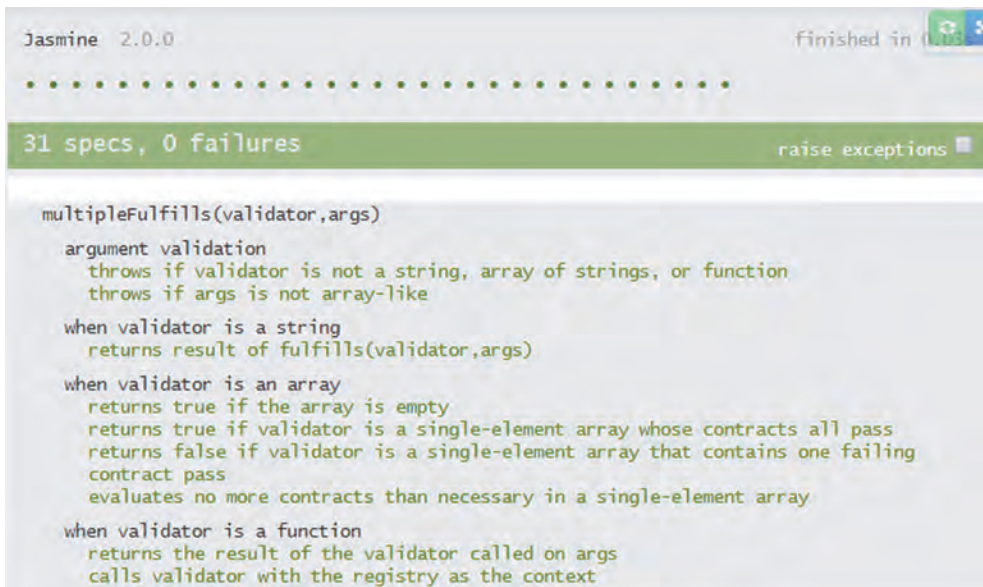 Jasmine 2.0.0 finished in 0.03s
31 specs, 0 failures raise exceptions
multipleFulfills(validator,args)
argument validation
throws if validator is not a string, array of strings, or function
throws if args is not array-like
when validator is a string
returns result of fulfills(validator,args)
when validator is an array
returns true if the array is empty
returns true if validator is a single-element array whose contracts all pass
returns false if validator is a single-element array that contains one failing
contract pass
evaluates no more contracts than necessary in a single-element array
when validator is a function
returns the result of the validator called on args
calls validator with the registry as the context